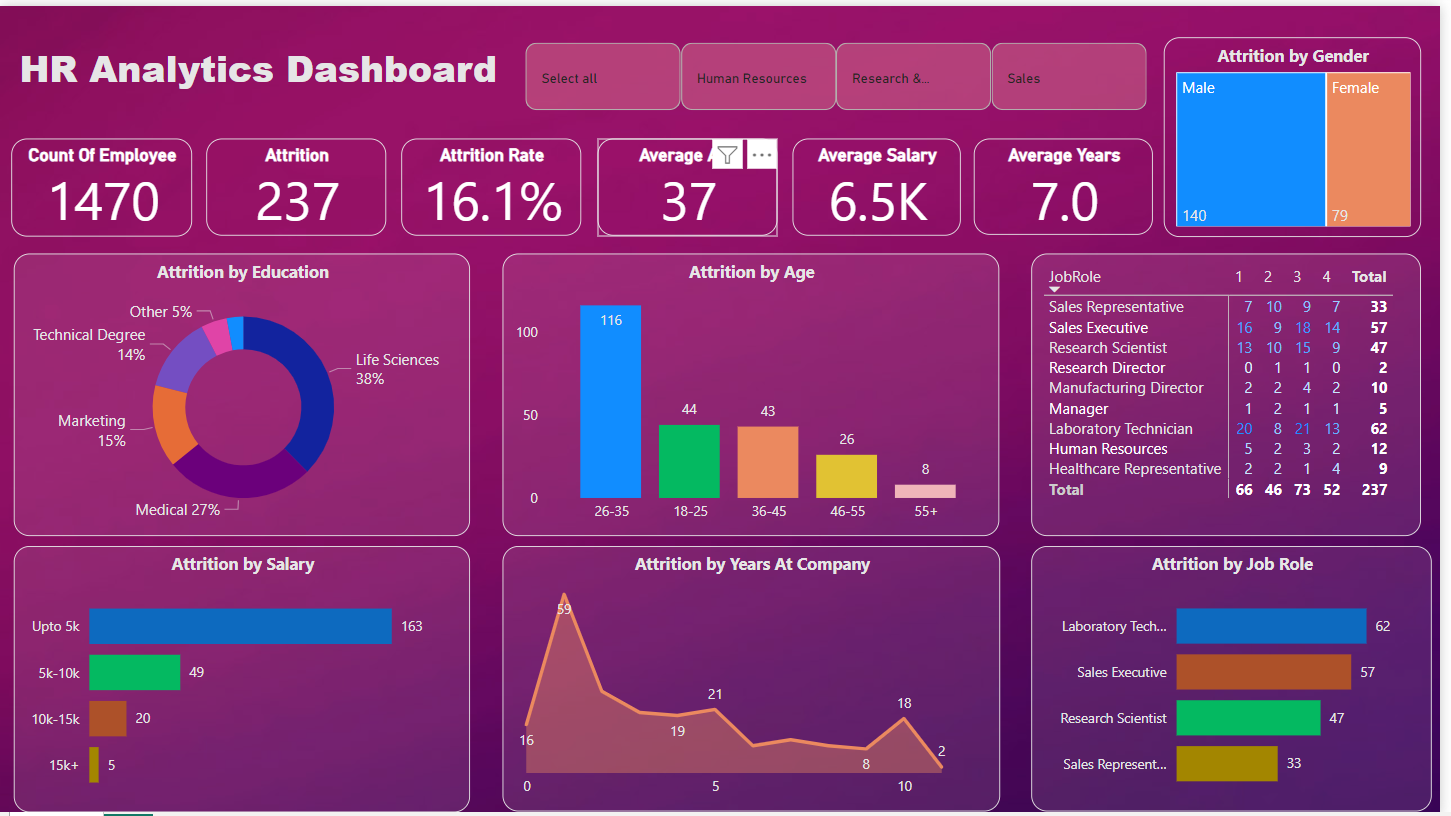 HR Analytics Dashboard
Select all
Human Resources
Research &...
Sales
Attrition by Gender
Male
Female
140
79
Count Of Employee
1470
Attrition
237
Attrition Rate
16.1%
Average
37
Average Salary
6.5K
Average Years
7.0
Attrition by Education
Other 5%
Technical Degree
14%
Life Sciences
38%
Marketing
15%
Medical 27%
Attrition by Age
100
50
0
116
44
43
26
8
26-35
18-25
36-45
46-55
55+
JobRole 1 2 3 4 Total
Sales Representative 7 10 9 7 33
Sales Executive 16 9 18 14 57
Research Scientist 13 10 15 9 47
Research Director 0 1 1 0 2
Manufacturing Director 2 2 4 2 10
Manager 1 2 1 1 5
Laboratory Technician 20 8 21 13 62
Human Resources 5 2 3 2 12
Healthcare Representative 2 2 1 4 9
Total 66 46 73 52 237
Attrition by Salary
Upto 5k 163
5k-10k 49
10k-15k 20
15k+ 5
Attrition by Years At Company
59
16
19
21
8
18
2
0 5 10
Attrition by Job Role
Laboratory Tech... 62
Sales Executive 57
Research Scientist 47
Sales Represent... 33